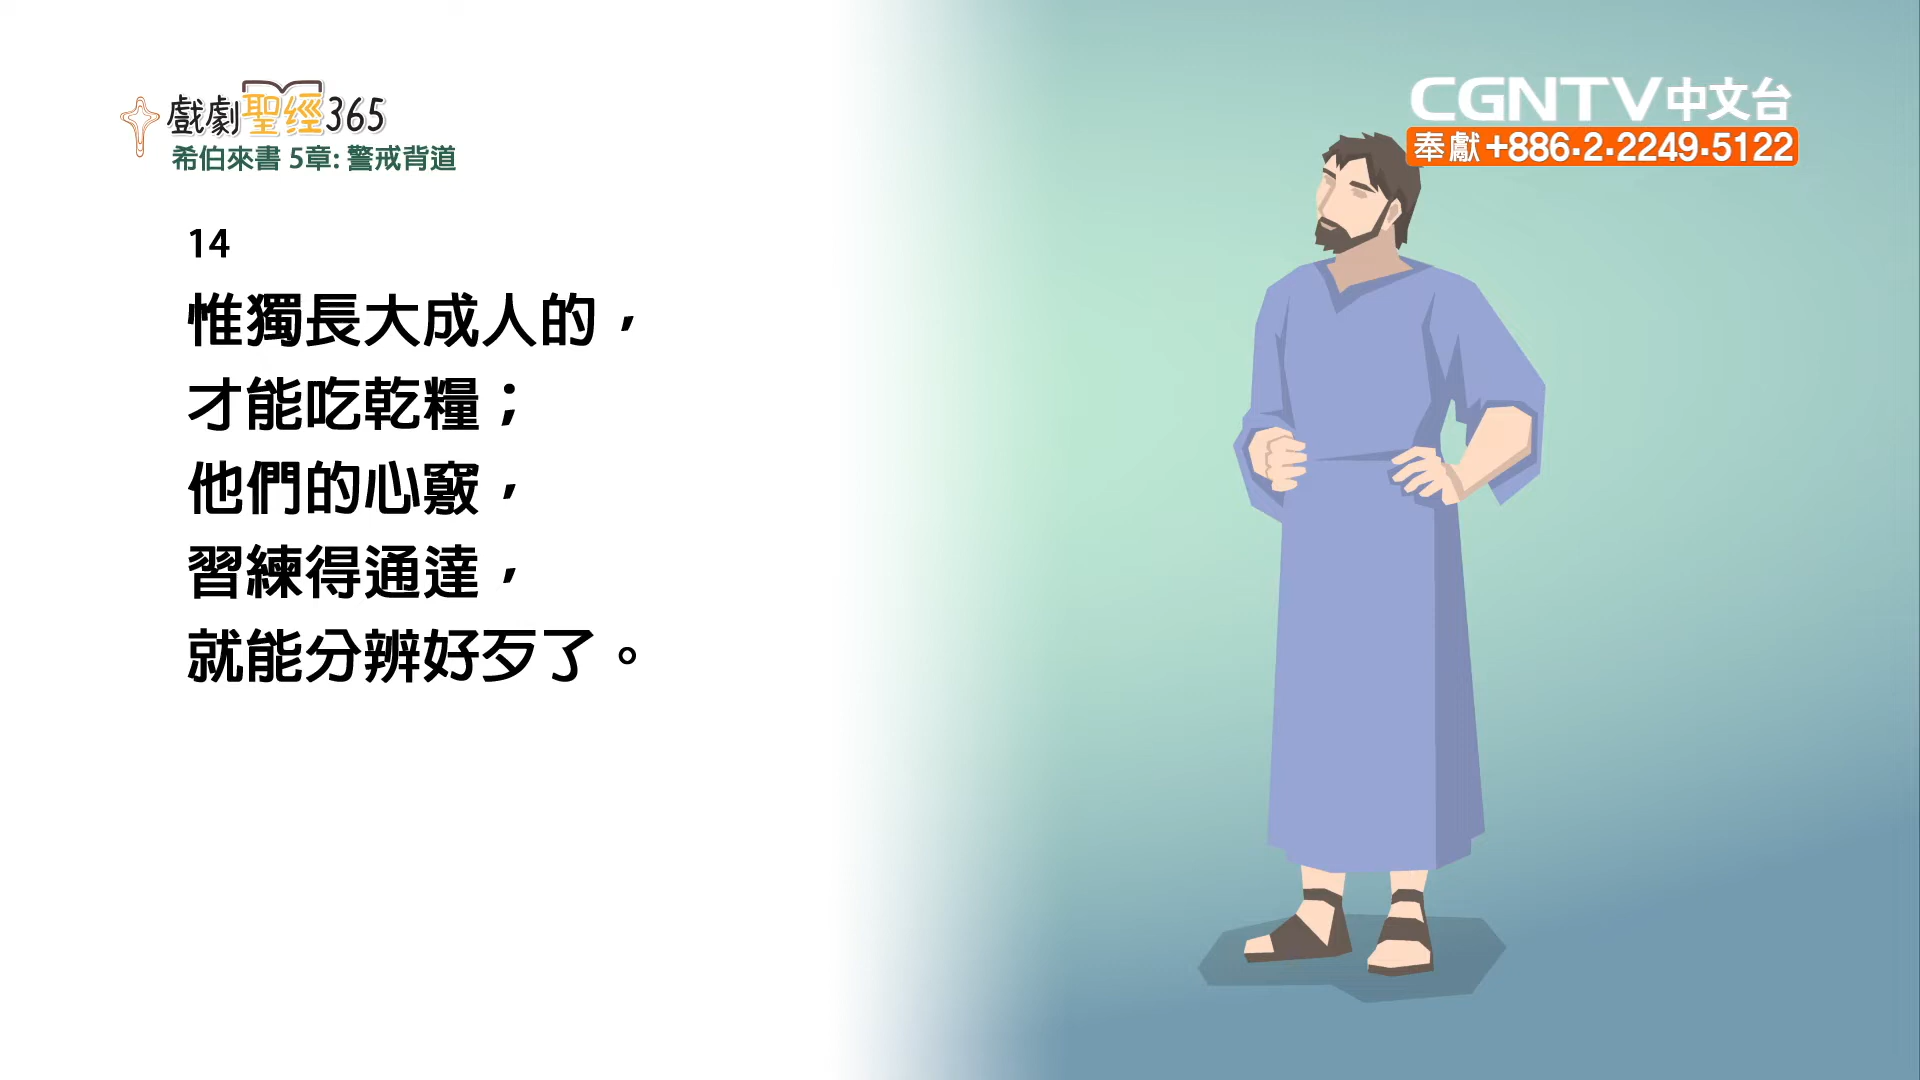 戲劇聖經365
希伯來書 5章: 警戒背道
CGNTV中文台
奉獻 +886·2·2249·5122
14
惟獨長大成人的，
才能吃乾糧；
他們的心竅，
習練得通達，
就能分辨好歹了。